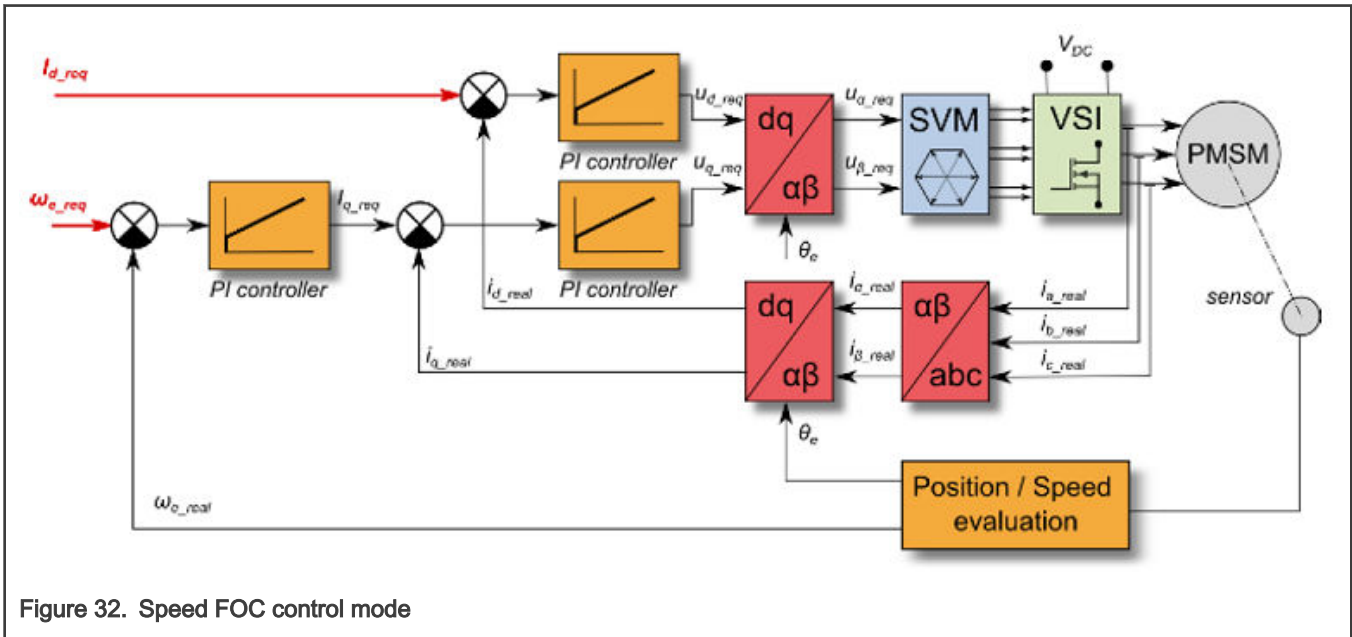 V_DC
I_d_req
u_d_req
u_α_req
dq
αβ
SVM
VSI
PMSM
PI controller
u_q_req
u_β_req
ω_e_req
I_q_req
θ_e
PI controller
PI controller
i_d_real
i_α_real
i_a_real
sensor
dq
αβ
αβ
abc
i_b_real
i_q_real
i_β_real
i_c_real
θ_e
Position / Speed
evaluation
ω_e_real
Figure 32. Speed FOC control mode